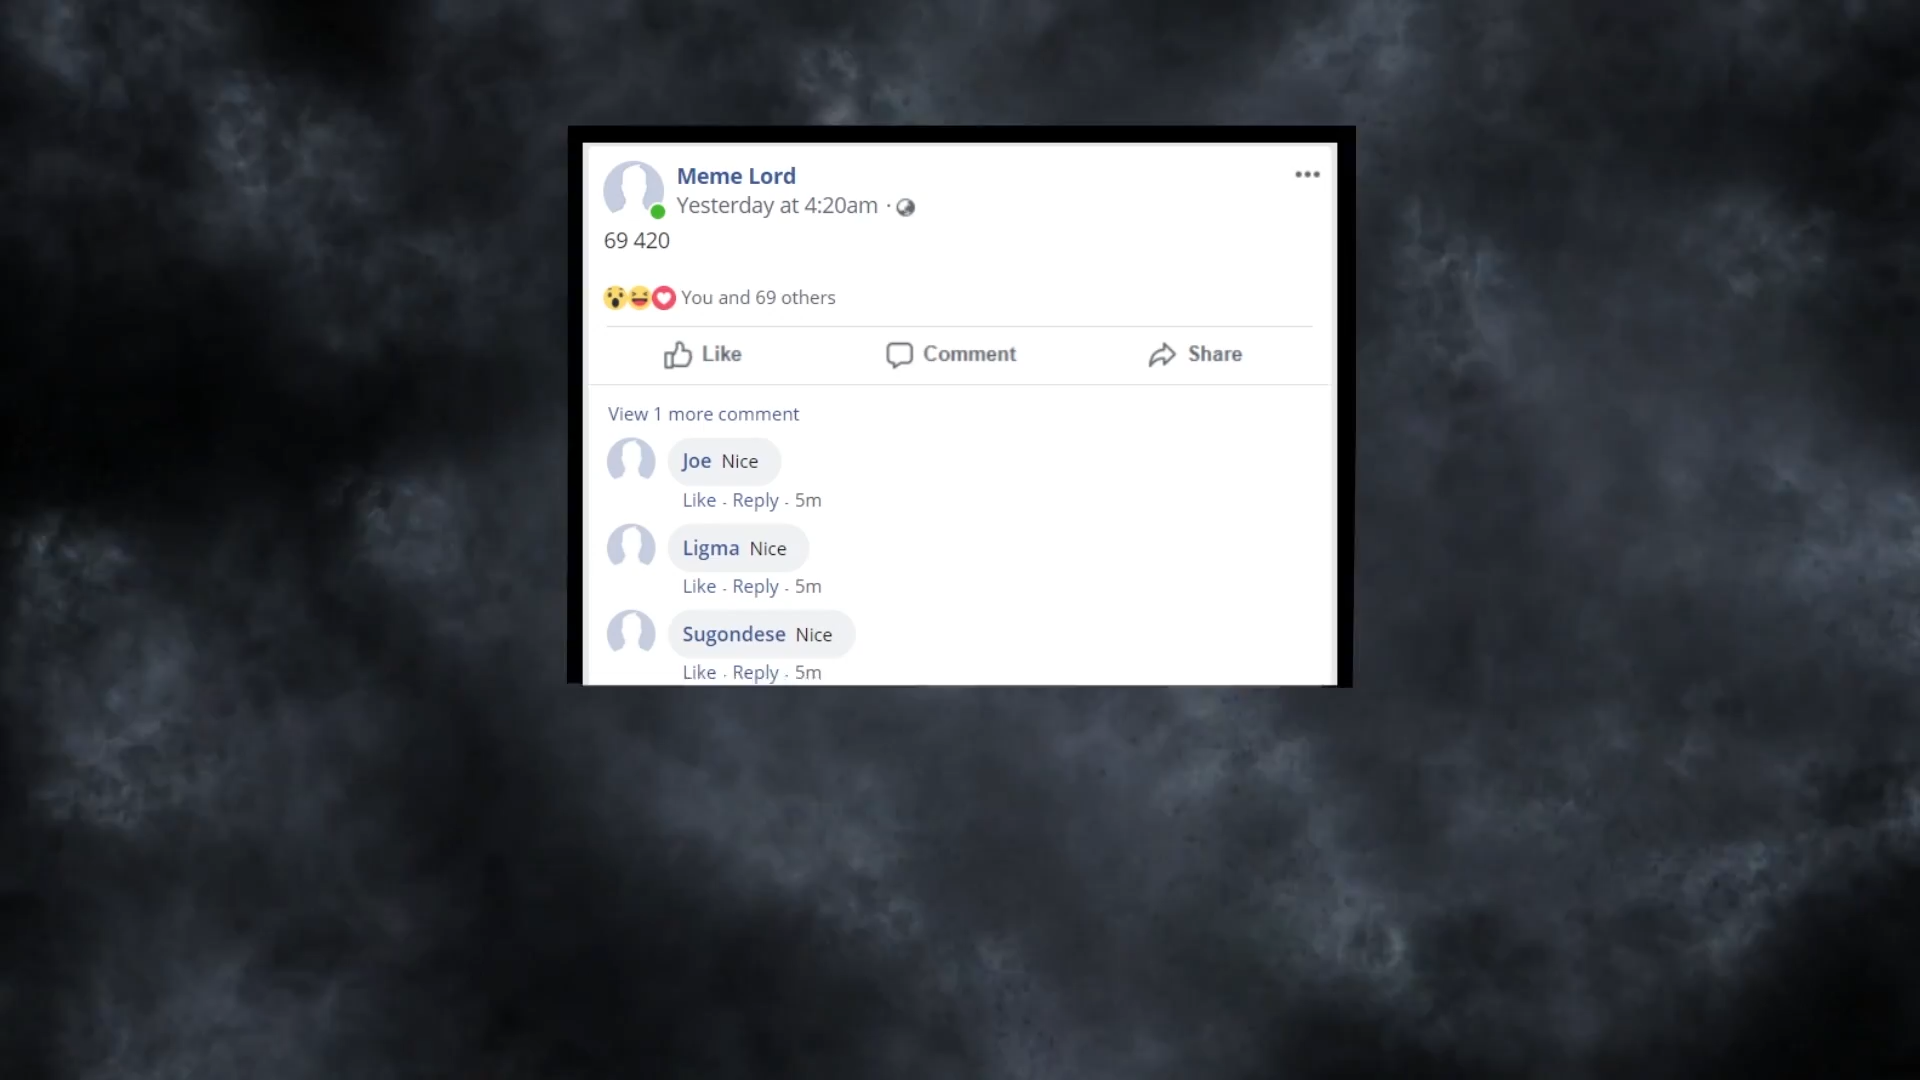 Meme Lord
Yesterday at 4:20am ·
69 420
You and 69 others
Like Comment Share
View 1 more comment
Joe Nice
Like · Reply · 5m
Ligma Nice
Like · Reply · 5m
Sugondese Nice
Like · Reply · 5m